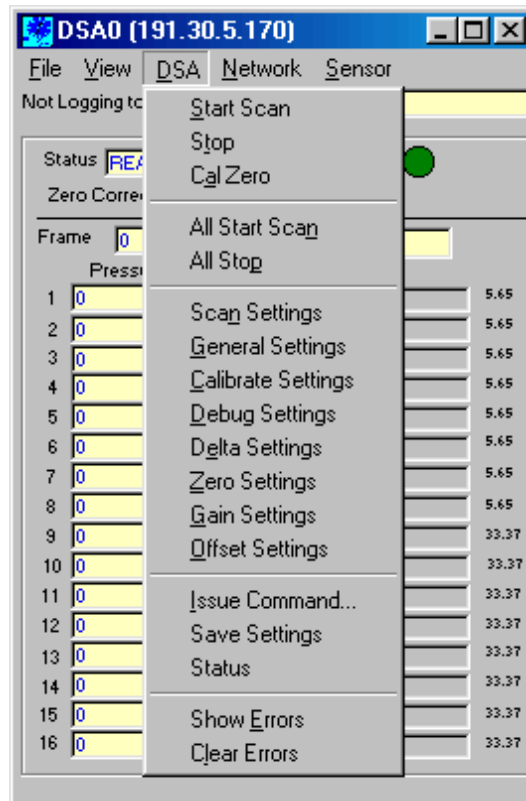 DSA0 (191.30.5.170)
File View DSA Network Sensor
Not Logging to
Start Scan
Stop
Cal Zero
All Start Scan
All Stop
Scan Settings
General Settings
Calibrate Settings
Debug Settings
Delta Settings
Zero Settings
Gain Settings
Offset Settings
Issue Command...
Save Settings
Status
Show Errors
Clear Errors
Status
Zero
Frame 0
1 0 5.65
2 0 5.65
3 0 5.65
4 0 5.65
5 0 5.65
6 0 5.65
7 0 5.65
8 0 5.65
9 0 33.37
10 0 33.37
11 0 33.37
12 0 33.37
13 0 33.37
14 0 33.37
15 0 33.37
16 0 33.37